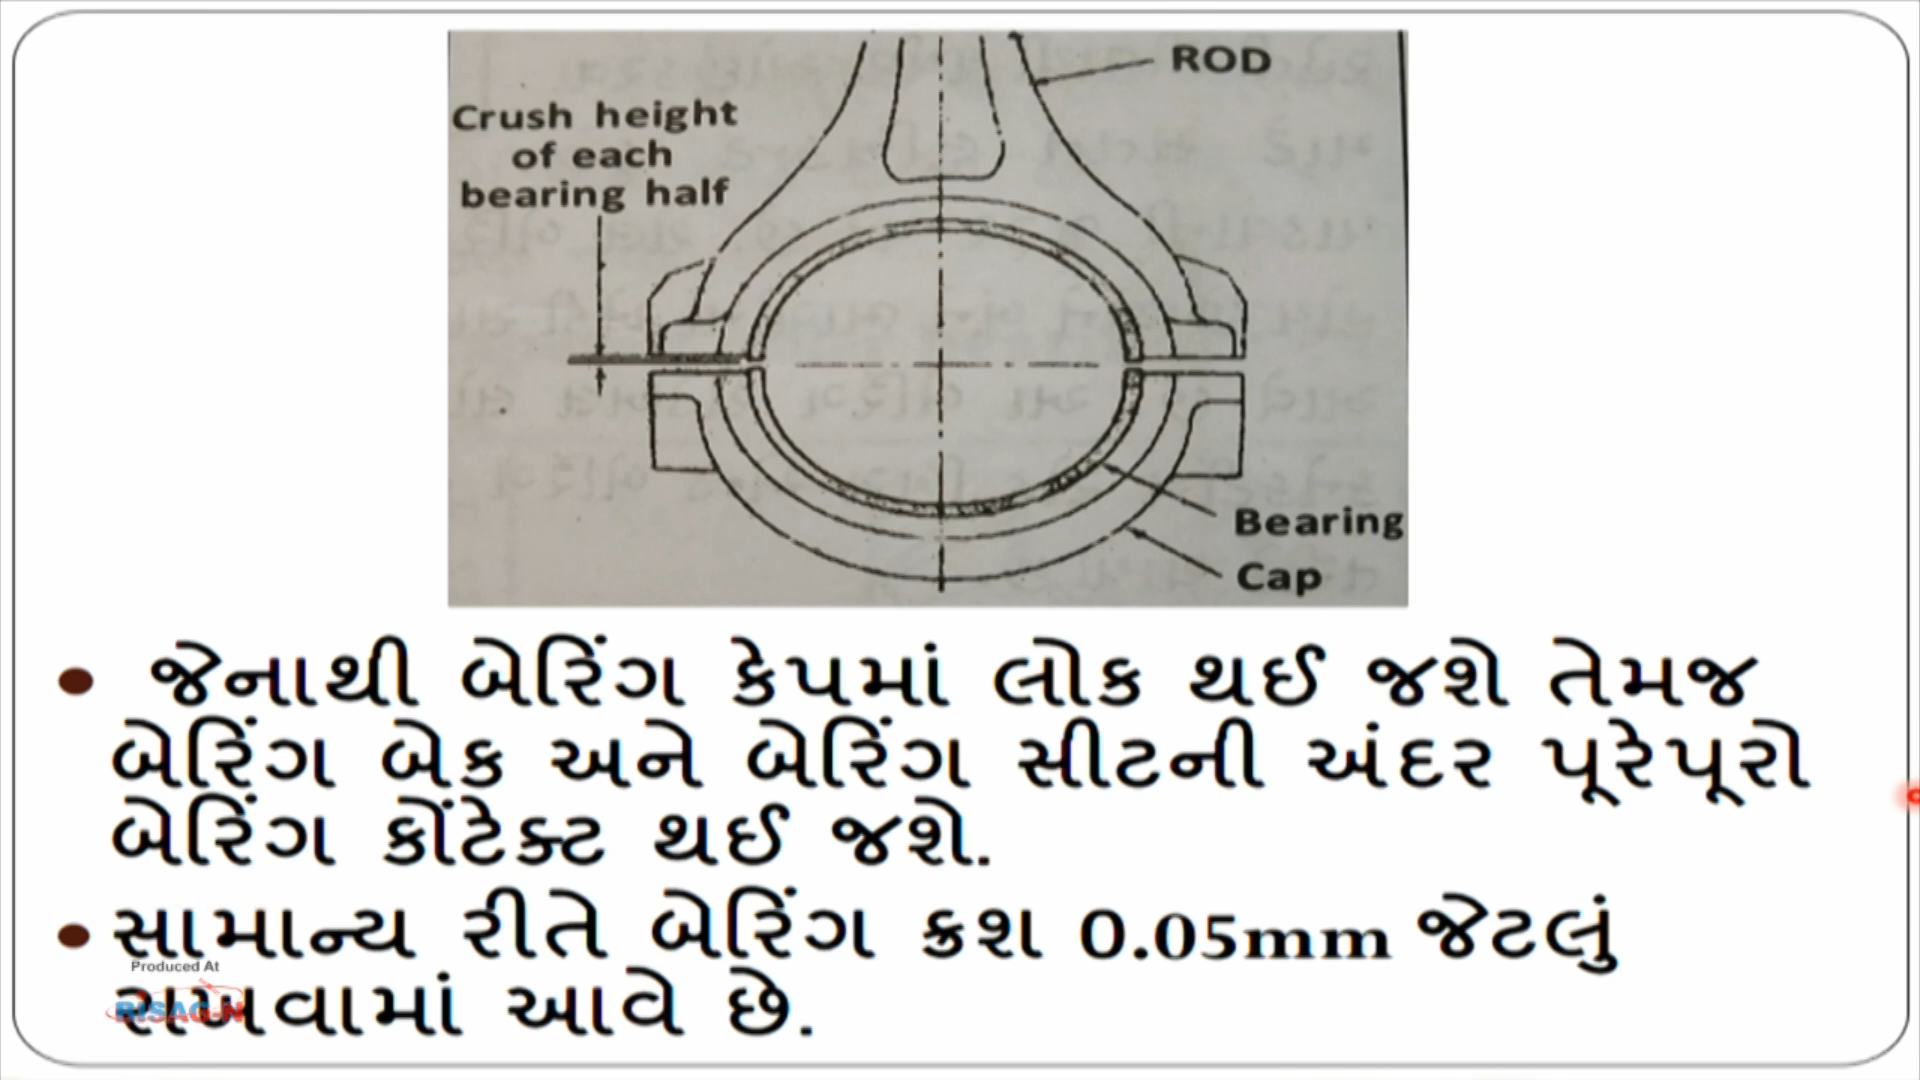 ROD
Crush height
of each
bearing half
Bearing
Cap
• જેનાથી બેરિંગ કેપમાં લોક થઈ જશે તેમજ
બેરિંગ બેક અને બેરિંગ સીટની અંદર પૂરેપૂરો
બેરિંગ કોંટેક્ટ થઈ જશે.
• સામાન્ય રીતે બેરિંગ ક્રશ 0.05mm જેટલું
Produced At
રાખવામાં આવે છે.
BISAG-N